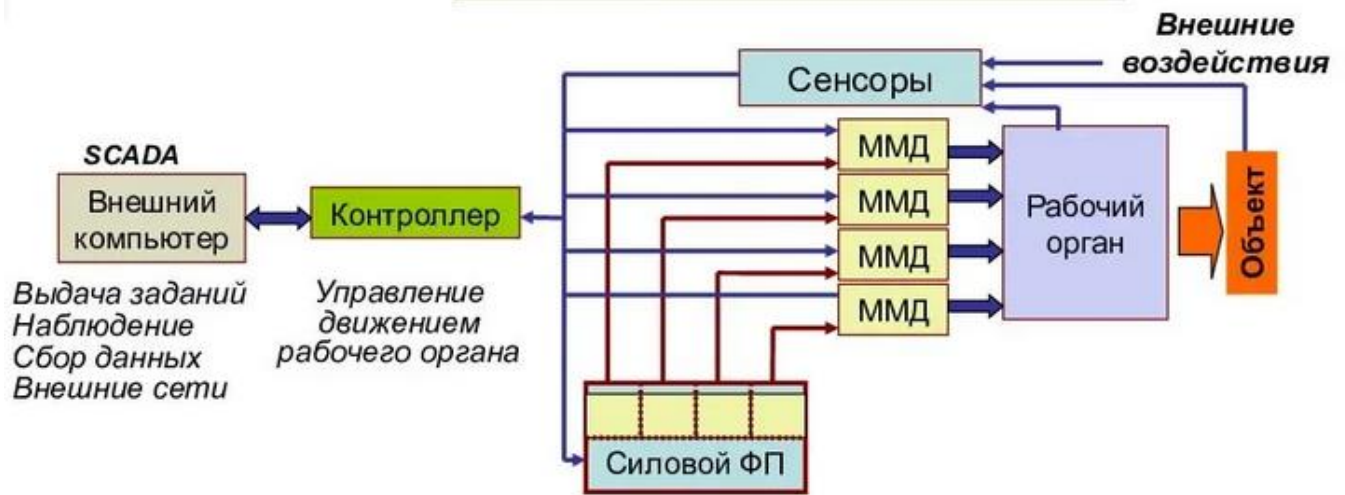 Внешние
воздействия
Сенсоры
SCADA
Внешний
компьютер
Контроллер
ММД
ММД
ММД
ММД
Рабочий
орган
Объект
Выдача заданий
Наблюдение
Сбор данных
Внешние сети
Управление
движением
рабочего органа
Силовой ФП